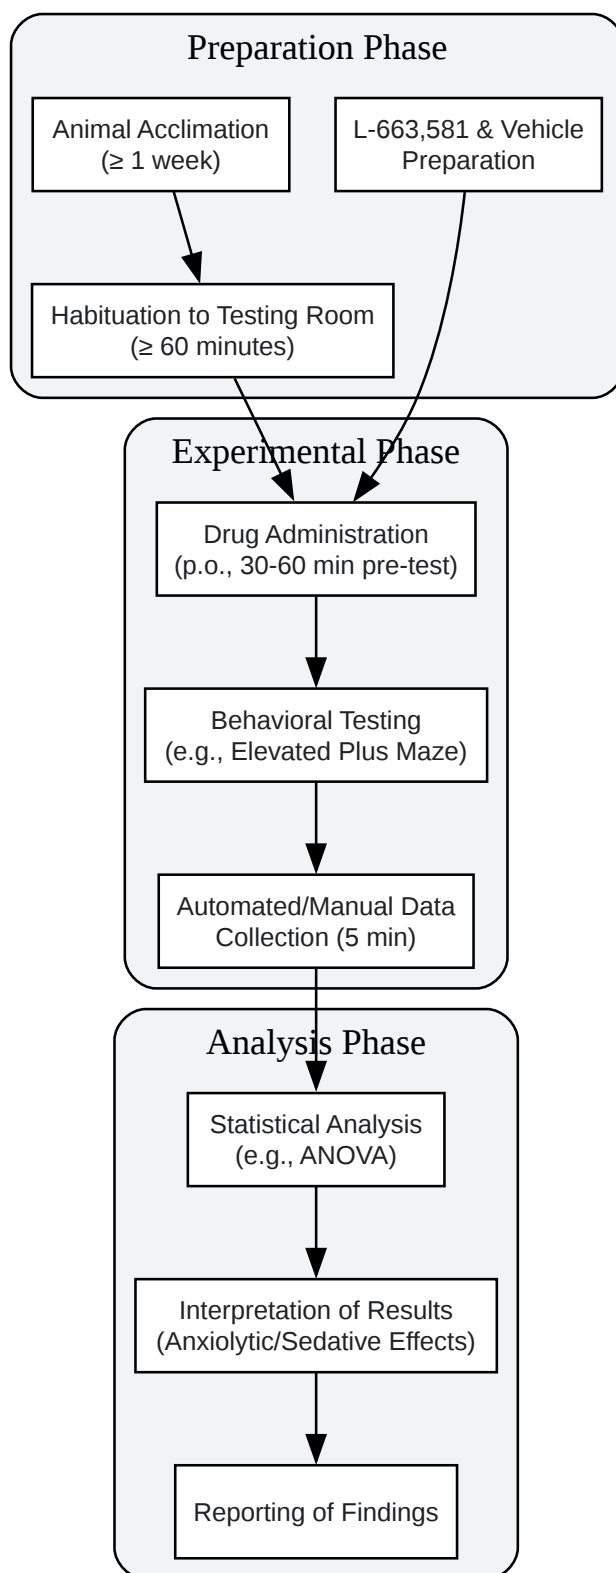 Preparation Phase
Animal Acclimation
(≥ 1 week)
L-663,581 & Vehicle
Preparation
Habituation to Testing Room
(≥ 60 minutes)
Experimental Phase
Drug Administration
(p.o., 30-60 min pre-test)
Behavioral Testing
(e.g., Elevated Plus Maze)
Automated/Manual Data
Collection (5 min)
Analysis Phase
Statistical Analysis
(e.g., ANOVA)
Interpretation of Results
(Anxiolytic/Sedative Effects)
Reporting of Findings